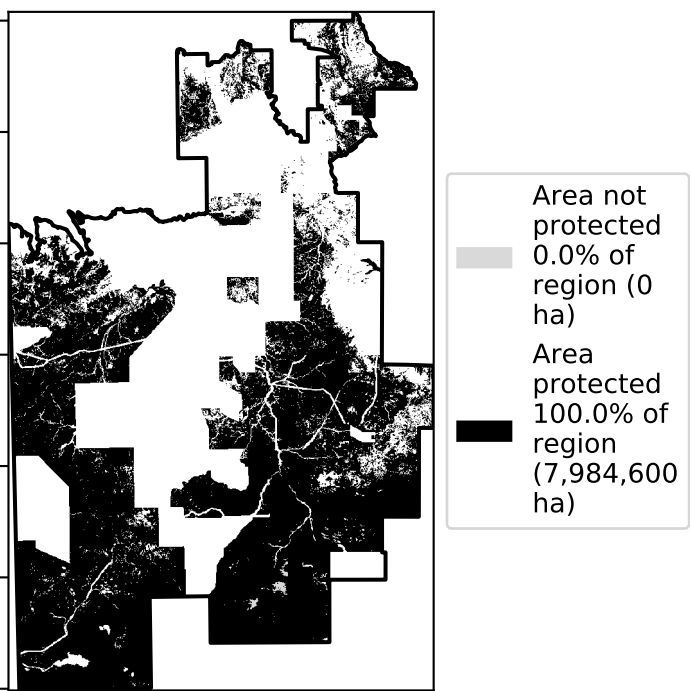 Area not
protected
0.0% of
region (0
ha)
Area
protected
100.0% of
region
(7,984,600
ha)